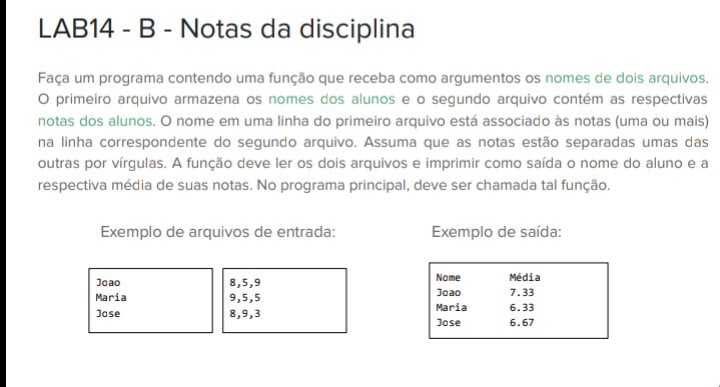 LAB14 - B - Notas da disciplina
Faça um programa contendo uma função que receba como argumentos os nomes de dois arquivos.
O primeiro arquivo armazena os nomes dos alunos e o segundo arquivo contém as respectivas
notas dos alunos. O nome em uma linha do primeiro arquivo está associado às notas (uma ou mais)
na linha correspondente do segundo arquivo. Assuma que as notas estão separadas umas das
outras por vírgulas. A função deve ler os dois arquivos e imprimir como saída o nome do aluno e a
respectiva média de suas notas. No programa principal, deve ser chamada tal função.
Exemplo de arquivos de entrada:
Joao
Maria
Jose
8,5,9
9,5,5
8,9,3
Exemplo de saída:
Nome Média
Joao 7.33
Maria 6.33
Jose 6.67